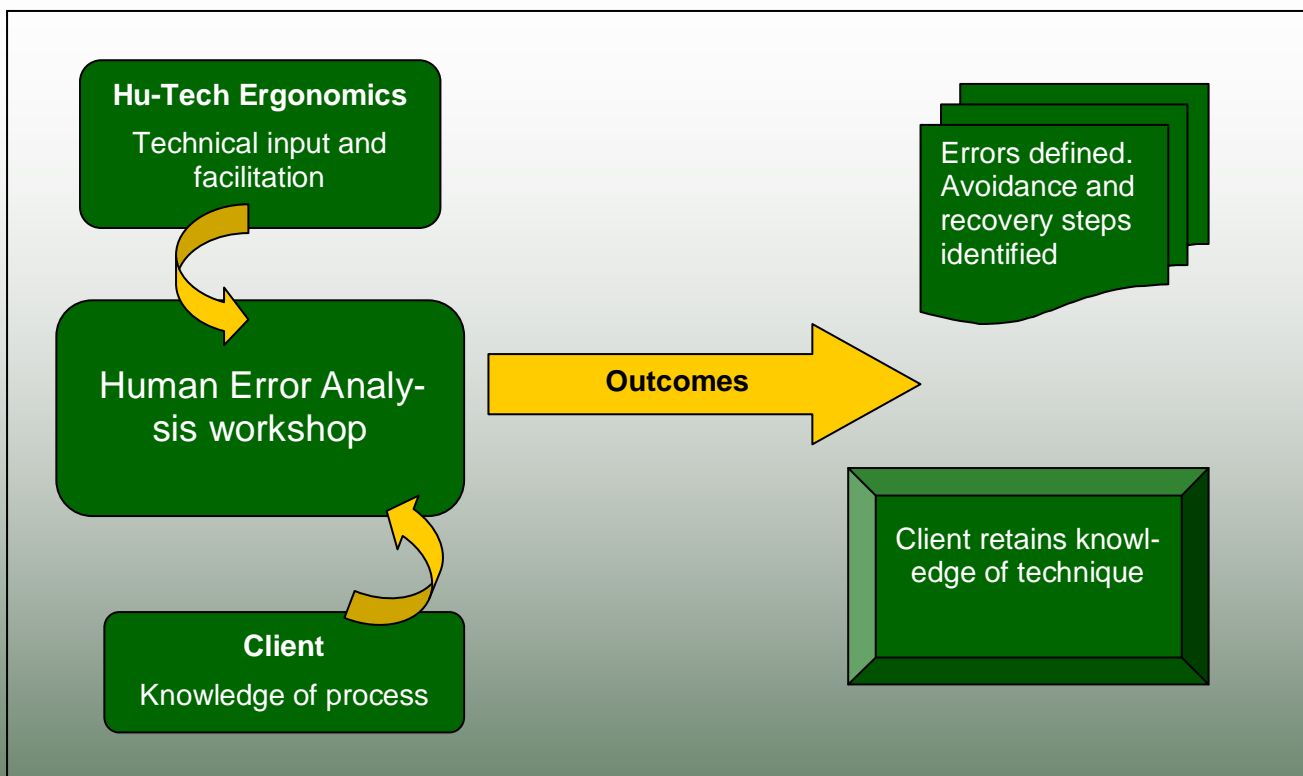 Hu-Tech Ergonomics
Technical input and
facilitation
Human Error Analy-
sis workshop
Client
Knowledge of process
Outcomes
Errors defined.
Avoidance and
recovery steps
identified
Client retains knowl-
edge of technique